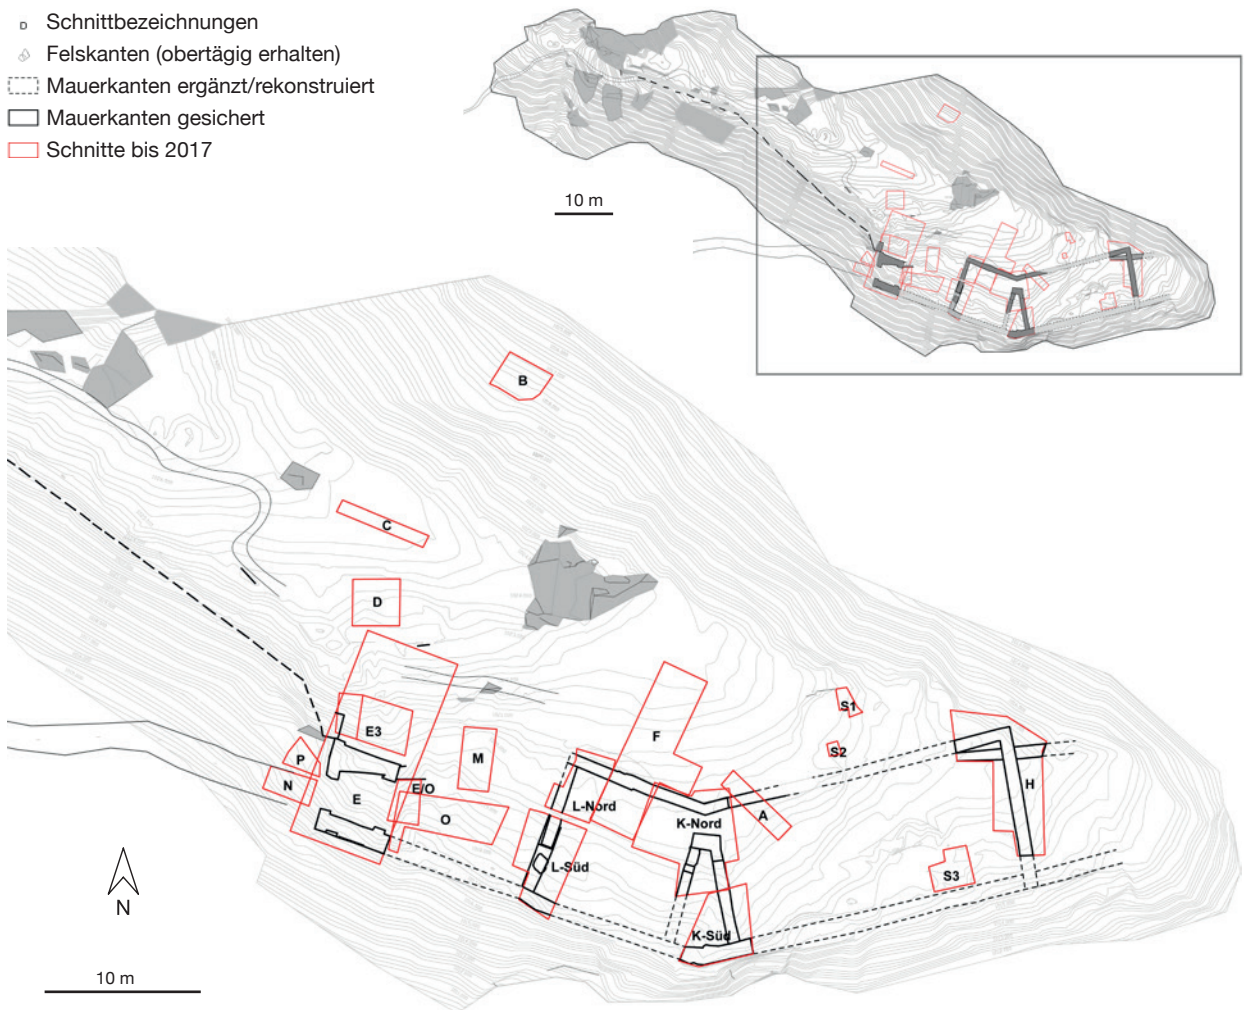 D Schnittbezeichnungen
Felskanten (obertägig erhalten)
Mauerkanten ergänzt/rekonstruiert
Mauerkanten gesichert
Schnitte bis 2017
10 m
B
C
D
E3
P
N
E
E/O
M
O
F
L-Nord
L-Süd
K-Nord
K-Süd
A
S1
S2
S3
H
N
10 m